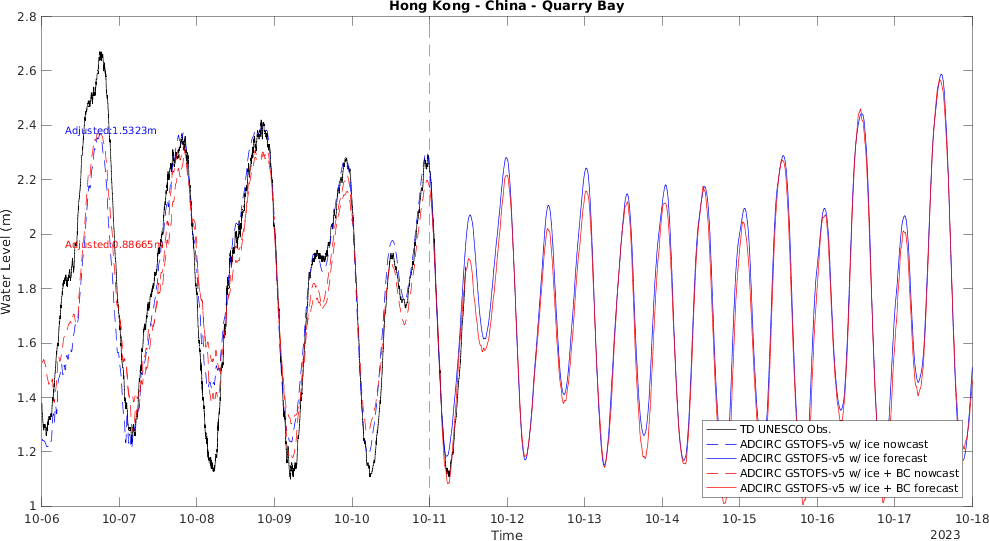 Hong Kong - China - Quarry Bay
2.8
2.6
2.4
2.2
2
1.8
1.6
1.4
1.2
1
Water Level (m)
Adjusted:1.5323m
Adjusted:0.88665m
TD UNESCO Obs.
ADCIRC GSTOFS-v5 w/ ice nowcast
ADCIRC GSTOFS-v5 w/ ice forecast
ADCIRC GSTOFS-v5 w/ ice + BC nowcast
ADCIRC GSTOFS-v5 w/ ice + BC forecast
10-06 10-07 10-08 10-09 10-10 10-11 10-12 10-13 10-14 10-15 10-16 10-17 10-18
Time
2023